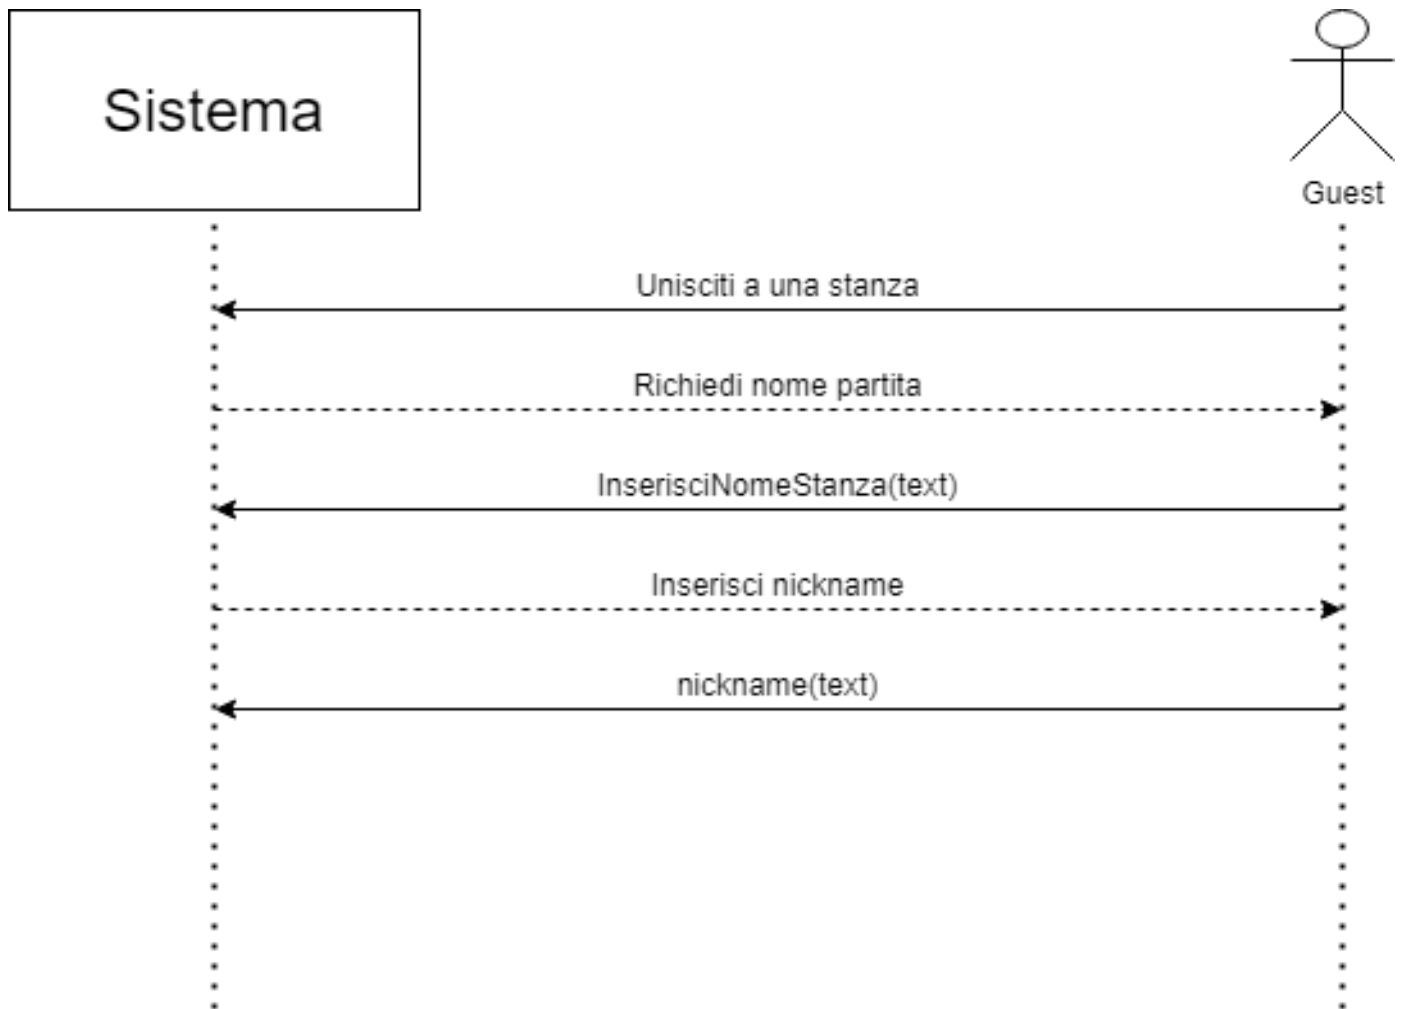 Sistema
Guest
Unisciti a una stanza
Richiedi nome partita
InserisciNomeStanza(text)
Inserisci nickname
nickname(text)